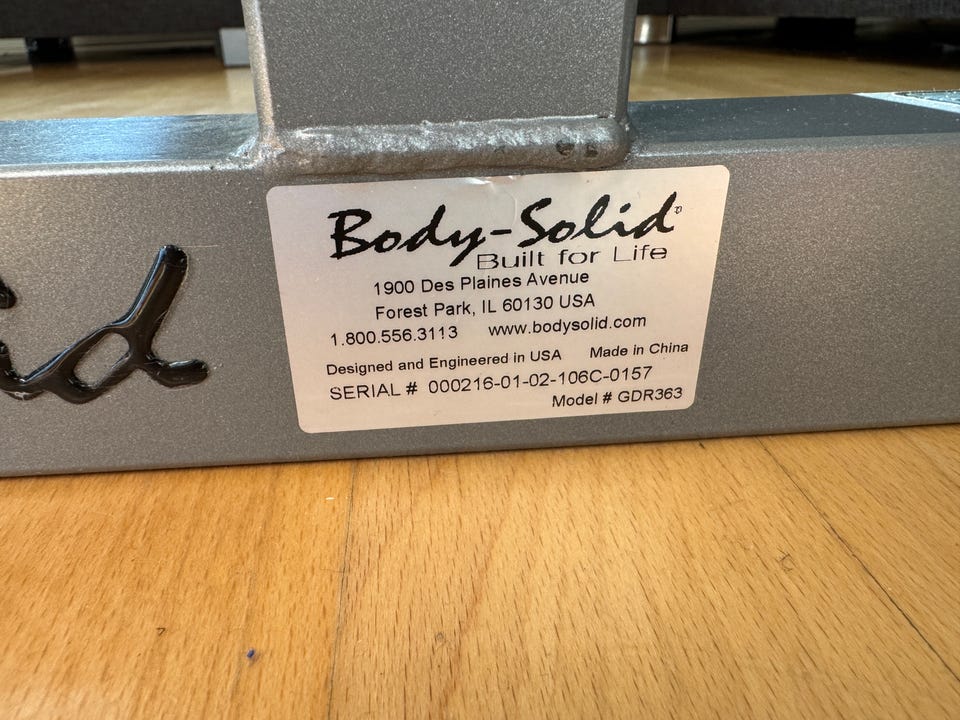 Body-Solid®
Built for Life
1900 Des Plaines Avenue
Forest Park, IL 60130 USA
1.800.556.3113 www.bodysolid.com
Designed and Engineered in USA Made in China
SERIAL # 000216-01-02-106C-0157
Model # GDR363
id